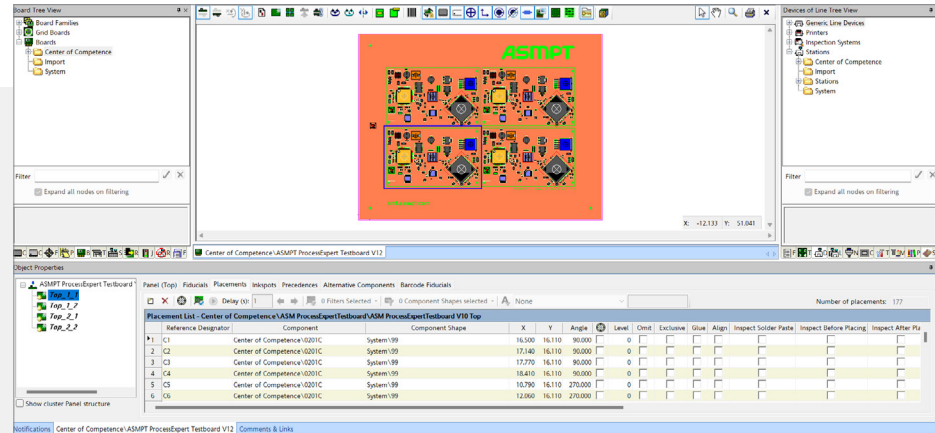 Board Tree View
Devices of Line Tree View
Board Families
Grid Boards
Boards
Center of Competence
Import
System
Generic Line Devices
Printers
Inspection Systems
Stations
Center of Competence
Import
Stations
System
ASMPT
Filter
Expand all nodes on filtering
Filter
Expand all nodes on filtering
X: -12.133 Y: 51.041
Center of Competence\ASMPT ProcessExpert Testboard V12
Object Properties
ASMPT ProcessExpert Testboard
Top_1_1
Top_1_2
Top_2_1
Top_2_2
Show cluster Panel structure
Panel (Top) Fiducials Placements Inkspots Precedences Alternative Components Barcode Fiducials
Delay (s): 1 0 Filters Selected 0 Component Shapes selected None Number of placements: 177
Placement List - Center of Competence\ASM ProcessExpertTestboard\ASM ProcessExpertTestboard V10 Top
Reference Designator Component Component Shape X Y Angle Level Omit Exclusive Glue Align Inspect Solder Paste Inspect Before Placing Inspect After Pla
1 C1 Center of Competence\0201C System\99 16.500 16.110 90.000 0
2 C2 Center of Competence\0201C System\99 17.140 16.110 90.000 0
3 C3 Center of Competence\0201C System\99 17.770 16.110 90.000 0
4 C4 Center of Competence\0201C System\99 18.410 16.110 90.000 0
5 C5 Center of Competence\0201C System\99 10.790 16.110 270.000 0
6 C6 Center of Competence\0201C System\99 12.060 16.110 270.000 0
Notifications Center of Competence\ASMPT ProcessExpert Testboard V12 Comments & Links